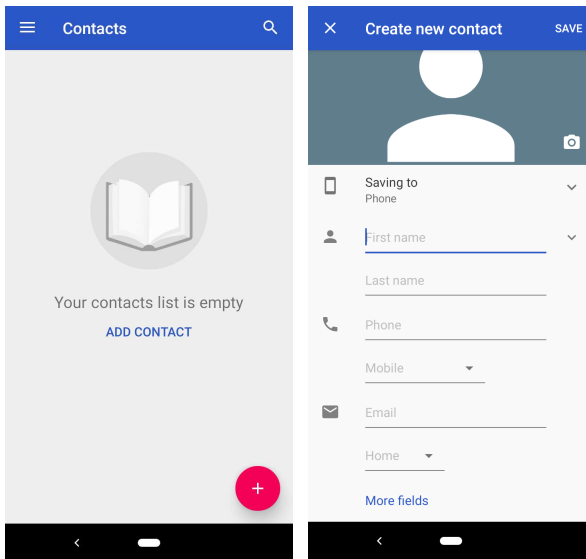 Contacts
Your contacts list is empty
ADD CONTACT
Create new contact
SAVE
Saving to
Phone
First name
Last name
Phone
Mobile
Email
Home
More fields